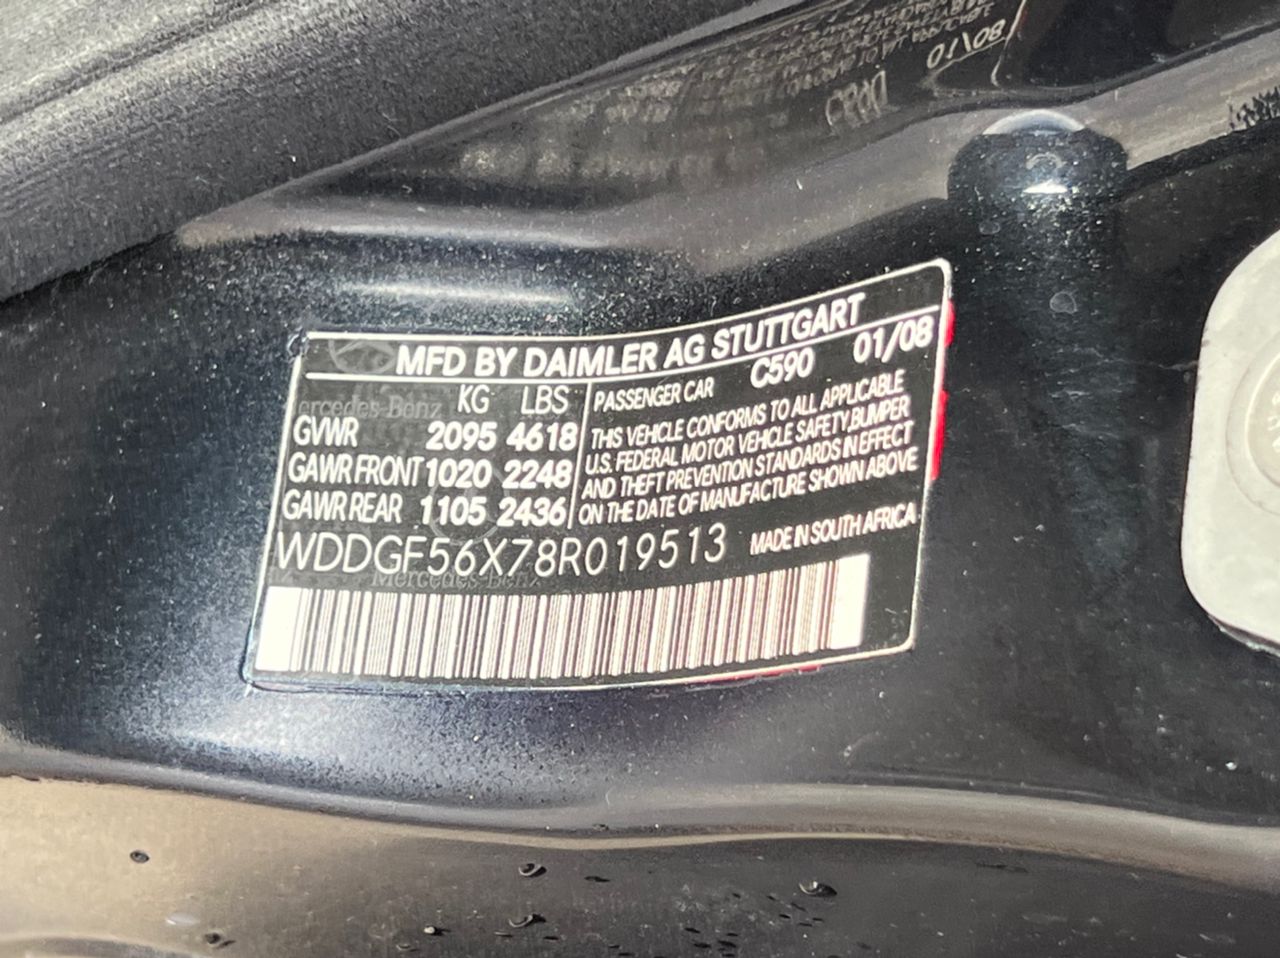 01/08
MFD BY DAIMLER AG STUTTGART
Mercedes-Benz
KG LBS
GVWR 2095 4618
GAWR FRONT 1020 2248
GAWR REAR 1105 2436
PASSENGER CAR C590 01/08
THIS VEHICLE CONFORMS TO ALL APPLICABLE
U.S. FEDERAL MOTOR VEHICLE SAFETY,BUMPER
AND THEFT PREVENTION STANDARDS IN EFFECT
ON THE DATE OF MANUFACTURE SHOWN ABOVE
WDDGF56X78R019513 MADE IN SOUTH AFRICA
Mercedes-Benz